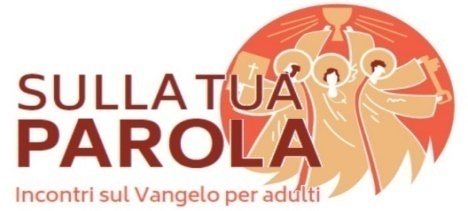 SULLA TUA
PAROLA
Incontri sul Vangelo per adulti